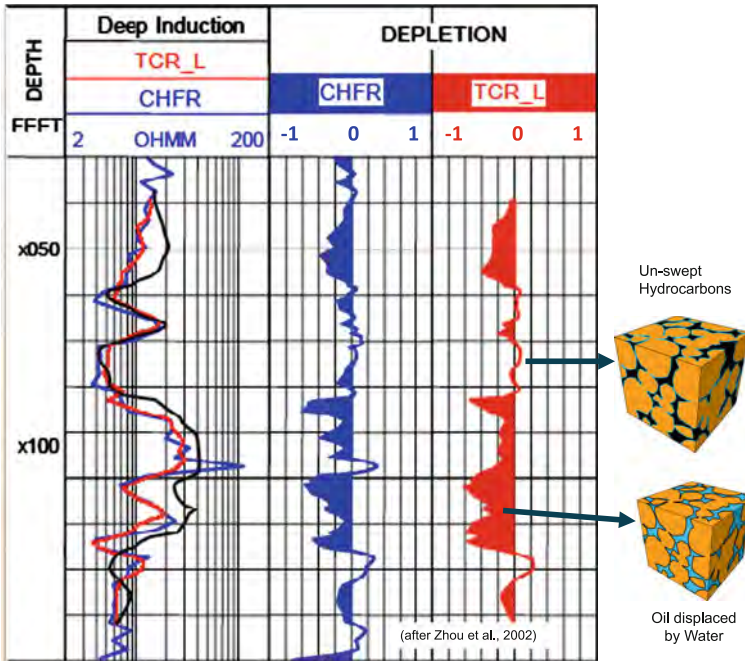 Deep Induction
TCR_L
CHFR
2 OHMM 200
DEPTH
FFFT
DEPLETION
CHFR
-1 0 1
TCR_L
-1 0 1
x050
x100
Un-swept
Hydrocarbons
Oil displaced
by Water
(after Zhou et al., 2002)